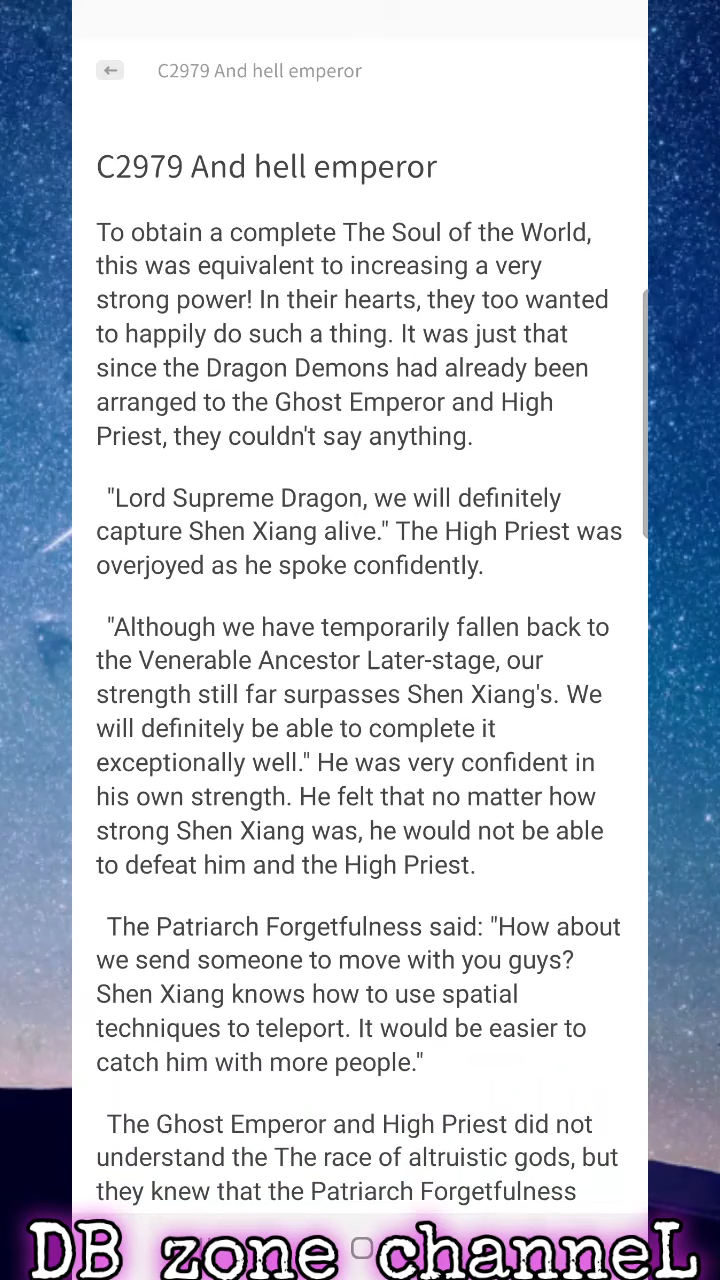 C2979 And hell emperor
C2979 And hell emperor
To obtain a complete The Soul of the World,
this was equivalent to increasing a very
strong power! In their hearts, they too wanted
to happily do such a thing. It was just that
since the Dragon Demons had already been
arranged to the Ghost Emperor and High
Priest, they couldn't say anything.
"Lord Supreme Dragon, we will definitely
capture Shen Xiang alive." The High Priest was
overjoyed as he spoke confidently.
"Although we have temporarily fallen back to
the Venerable Ancestor Later-stage, our
strength still far surpasses Shen Xiang's. We
will definitely be able to complete it
exceptionally well." He was very confident in
his own strength. He felt that no matter how
strong Shen Xiang was, he would not be able
to defeat him and the High Priest.
The Patriarch Forgetfulness said: "How about
we send someone to move with you guys?
Shen Xiang knows how to use spatial
techniques to teleport. It would be easier to
catch him with more people."
The Ghost Emperor and High Priest did not
understand the The race of altruistic gods, but
they knew that the Patriarch Forgetfulness
DB zone channeL